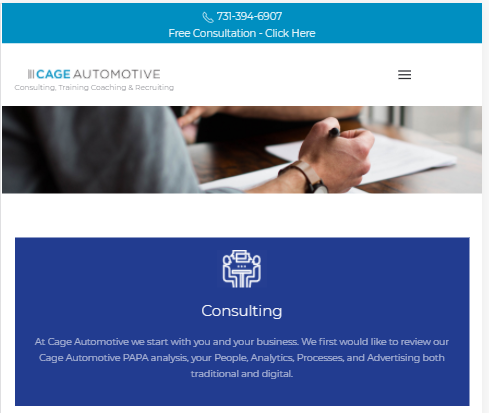 731-394-6907
Free Consultation - Click Here
CAGE AUTOMOTIVE
Consulting, Training Coaching & Recruiting
Consulting
At Cage Automotive we start with you and your business. We first would like to review our
Cage Automotive PAPA analysis, your People, Analytics, Processes, and Advertising both
traditional and digital.